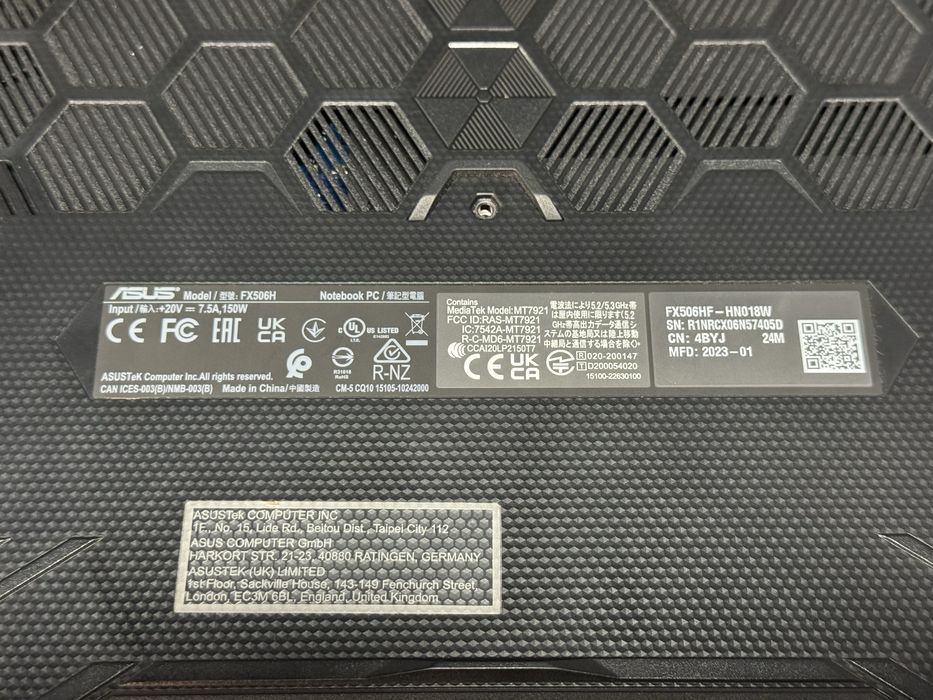 ASUS Model / 型號: FX506H Notebook PC / 筆記型電腦
Input / 輸入: +20V ⎓ 7.5A, 150W
CE FC EAC UK CA c UL US LISTED
I.T.E. E112992
R31018 RoHS R-NZ
ASUSTeK Computer Inc. All rights reserved.
CAN ICES-003(B)/NMB-003(B) Made in China/中國製造 CM-5 CQ10 15105-10242000
Contains
MediaTek Model: MT7921
FCC ID:RAS-MT7921
IC:7542A-MT7921
R-C-MD6-MT7921
CCAI20LP2150T7
CE UK CA
電波法により5.2/5.3GHz帯
は屋内使用に限る(5.2
GHz帯高出力データ通信シ
ステムの基地局又は陸上移動
中継局と通信する場合を除く)
R 020-200147
T D200054020
15100-22630100
FX506HF-HN018W
SN: R1NRCX06N57405D
CN: 4BYJ 24M
MFD: 2023-01
ASUSTek COMPUTER INC
1F., No. 15, Lide Rd., Beitou Dist., Taipei City 112
ASUS COMPUTER GmbH
HARKORT STR. 21-23, 40880 RATINGEN, GERMANY
ASUSTEK (UK) LIMITED
1st Floor, Sackville House, 143-149 Fenchurch Street,
London, EC3M 6BL, England, United Kingdom